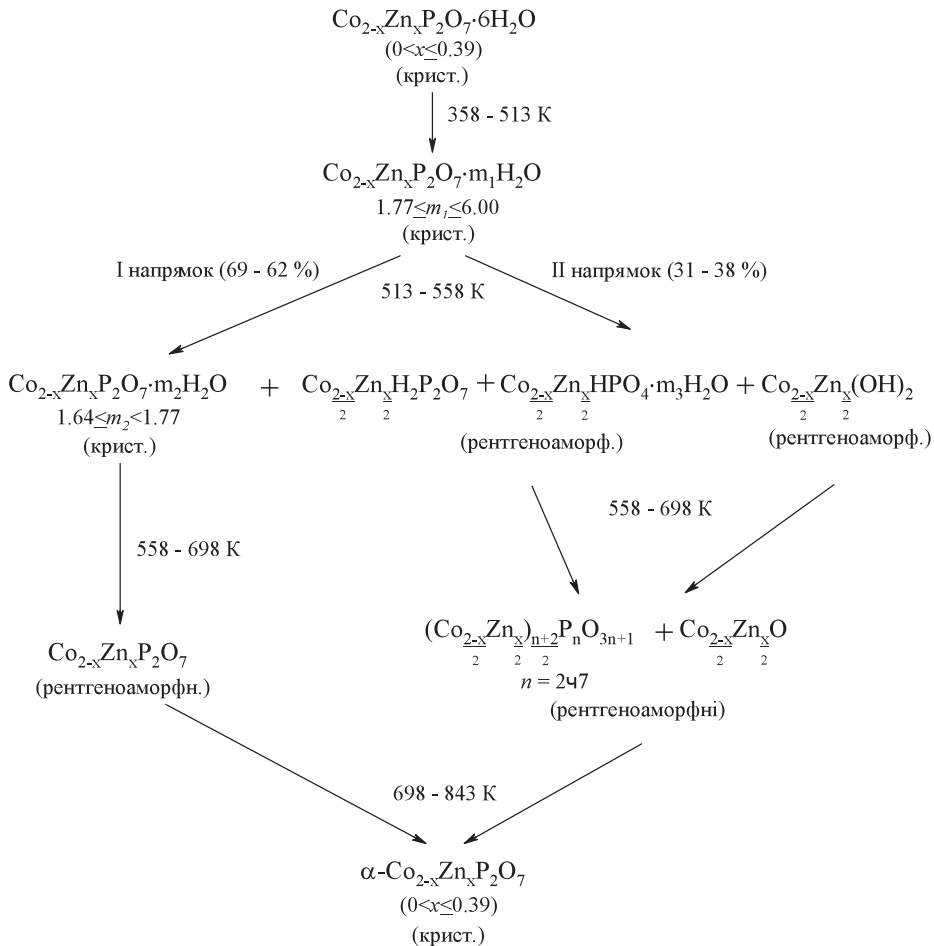 Co₂₋ₓZnₓP₂O₇·6H₂O
(0<x≤0.39)
(крист.)
358 - 513 К
Co₂₋ₓZnₓP₂O₇·m₁H₂O
1.77≤m₁≤6.00
(крист.)
І напрямок (69 - 62 %)
ІІ напрямок (31 - 38 %)
513 - 558 К
Co₂₋ₓZnₓP₂O₇·m₂H₂O + Co(2-x)/2Zn(x)/2H₂P₂O₇ + Co(2-x)/2Zn(x)/2HPO₄·m₃H₂O + Co(2-x)/2Zn(x)/2(OH)₂
1.64≤m₂<1.77
(крист.)
(рентгеноаморф.)
(рентгеноаморф.)
558 - 698 К
558 - 698 К
Co₂₋ₓZnₓP₂O₇
(рентгеноаморфн.)
(Co(2-x)/2Zn(x)/2)(n+2)/2PₙO₃ₙ₊₁ + Co(2-x)/2Zn(x)/2O
n = 2ч7
(рентгеноаморфні)
698 - 843 К
α-Co₂₋ₓZnₓP₂O₇
(0<x≤0.39)
(крист.)